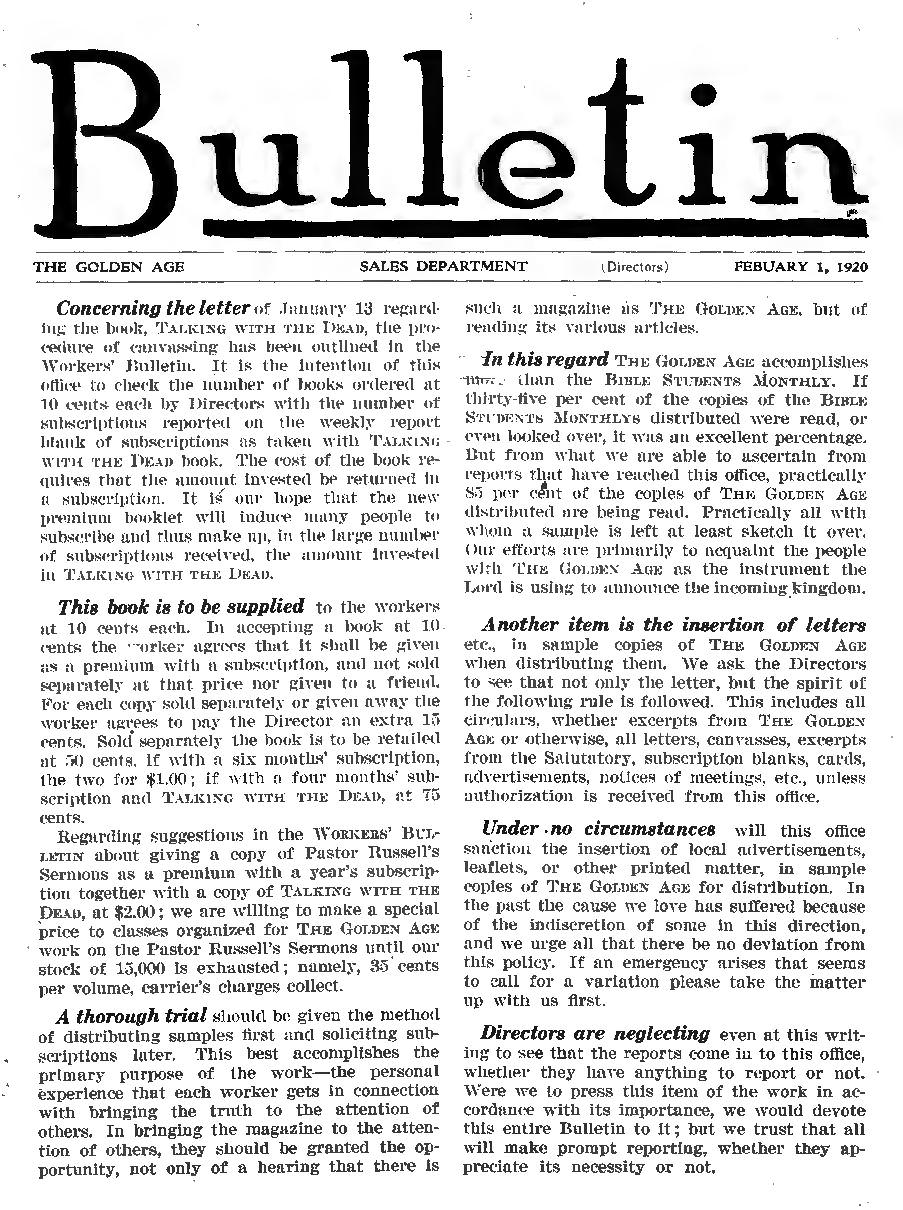 Bulletin
THE GOLDEN AGE SALES DEPARTMENT (Directors) FEBUARY 1, 1920
Concerning the letter of January 13 regard-
ing the book, TALKING WITH THE DEAD, the pro-
cedure of canvassing has been outlined in the
Workers' Bulletin. It is the intention of this
office to check the number of books ordered at
10 cents each by Directors with the number of
subscriptions reported on the weekly report
blank of subscriptions as taken with TALKING
WITH THE DEAD book. The cost of the book re-
quires that the amount invested be returned in
a subscription. It is our hope that the new
premium booklet will induce many people to
subscribe and thus make up, in the large number
of subscriptions received, the amount invested
in TALKING WITH THE DEAD.
This book is to be supplied to the workers
at 10 cents each. In accepting a book at 10
cents the worker agrees that it shall be given
as a premium with a subscription, and not sold
separately at that price nor given to a friend.
For each copy sold separately or given away the
worker agrees to pay the Director an extra 15
cents. Sold separately the book is to be retailed
at 50 cents, if with a six months' subscription,
the two for $1.00; if with a four months' sub-
scription and TALKING WITH THE DEAD, at 75
cents.
Regarding suggestions in the WORKERS' BUL-
LETIN about giving a copy of Pastor Russell's
Sermons as a premium with a year's subscrip-
tion together with a copy of TALKING WITH THE
DEAD, at $2.00; we are willing to make a special
price to classes organized for THE GOLDEN AGE
work on the Pastor Russell's Sermons until our
stock of 15,000 is exhausted; namely, 35 cents
per volume, carrier's charges collect.
A thorough trial should be given the method
of distributing samples first and soliciting sub-
scriptions later. This best accomplishes the
primary purpose of the work—the personal
experience that each worker gets in connection
with bringing the truth to the attention of
others. In bringing the magazine to the atten-
tion of others, they should be granted the op-
portunity, not only of a hearing that there is
such a magazine as THE GOLDEN AGE, but of
reading its various articles.
In this regard THE GOLDEN AGE accomplishes
than the BIBLE STUDENTS MONTHLY. If
thirty-five per cent of the copies of the BIBLE
STUDENTS MONTHLYS distributed were read, or
even looked over, it was an excellent percentage.
But from what we are able to ascertain from
reports that have reached this office, practically
85 per cent of the copies of THE GOLDEN AGE
distributed are being read. Practically all with
whom a sample is left at least sketch it over.
Our efforts are primarily to acquaint the people
with THE GOLDEN AGE as the instrument the
Lord is using to announce the incoming kingdom.
Another item is the insertion of letters
etc., in sample copies of THE GOLDEN AGE
when distributing them. We ask the Directors
to see that not only the letter, but the spirit of
the following rule is followed. This includes all
circulars, whether excerpts from THE GOLDEN
AGE or otherwise, all letters, canvasses, excerpts
from the Salutatory, subscription blanks, cards,
advertisements, notices of meetings, etc., unless
authorization is received from this office.
Under no circumstances will this office
sanction the insertion of local advertisements,
leaflets, or other printed matter, in sample
copies of THE GOLDEN AGE for distribution. In
the past the cause we love has suffered because
of the indiscretion of some in this direction,
and we urge all that there be no deviation from
this policy. If an emergency arises that seems
to call for a variation please take the matter
up with us first.
Directors are neglecting even at this writ-
ing to see that the reports come in to this office,
whether they have anything to report or not.
Were we to press this item of the work in ac-
cordance with its importance, we would devote
this entire Bulletin to it; but we trust that all
will make prompt reporting, whether they ap-
preciate its necessity or not.